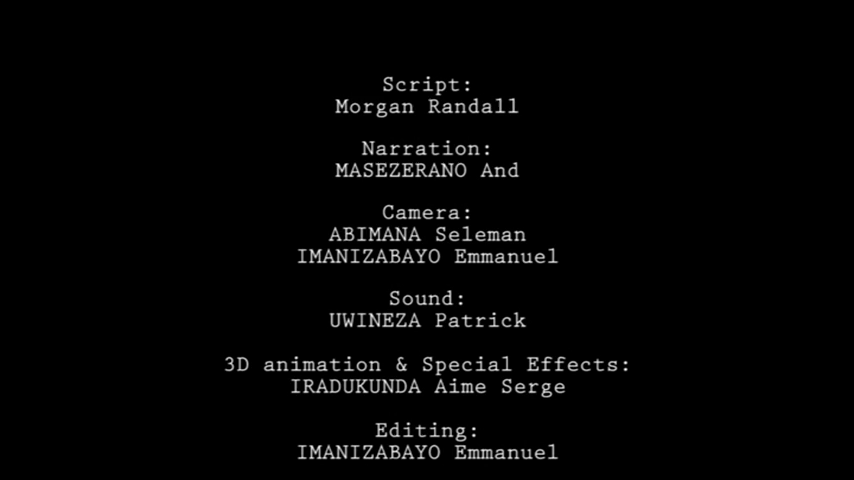 Script:
Morgan Randall
Narration:
MASEZERANO And
Camera:
ABIMANA Seleman
IMANIZABAYO Emmanuel
Sound:
UWINEZA Patrick
3D animation & Special Effects:
IRADUKUNDA Aime Serge
Editing:
IMANIZABAYO Emmanuel